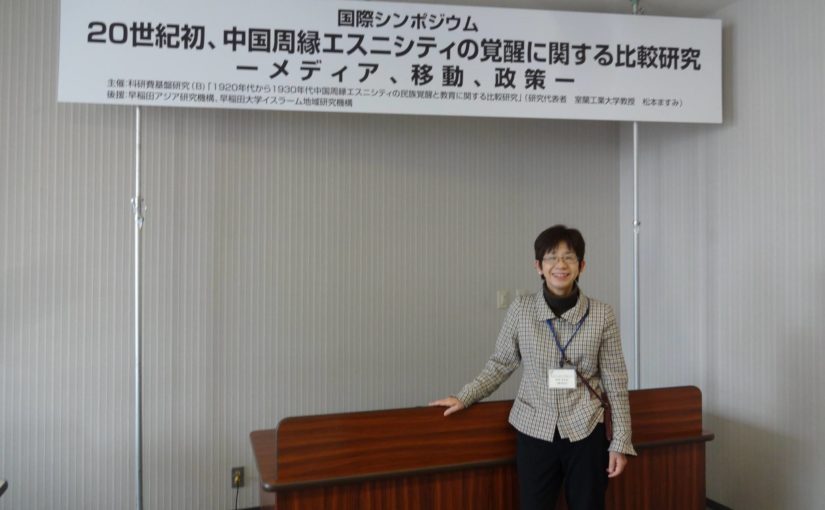 国際シンポジウム
20世紀初、中国周縁エスニシティの覚醒に関する比較研究
ーメディア、移動、政策ー
主催：科研費基盤研究（B）「1920年代から1930年代中国周縁エスニシティの民族覚醒と教育に関する比較研究」（研究代表者　室蘭工業大学教授　松本ますみ）
後援：早稲田アジア研究機構、早稲田大学イスラーム地域研究機構